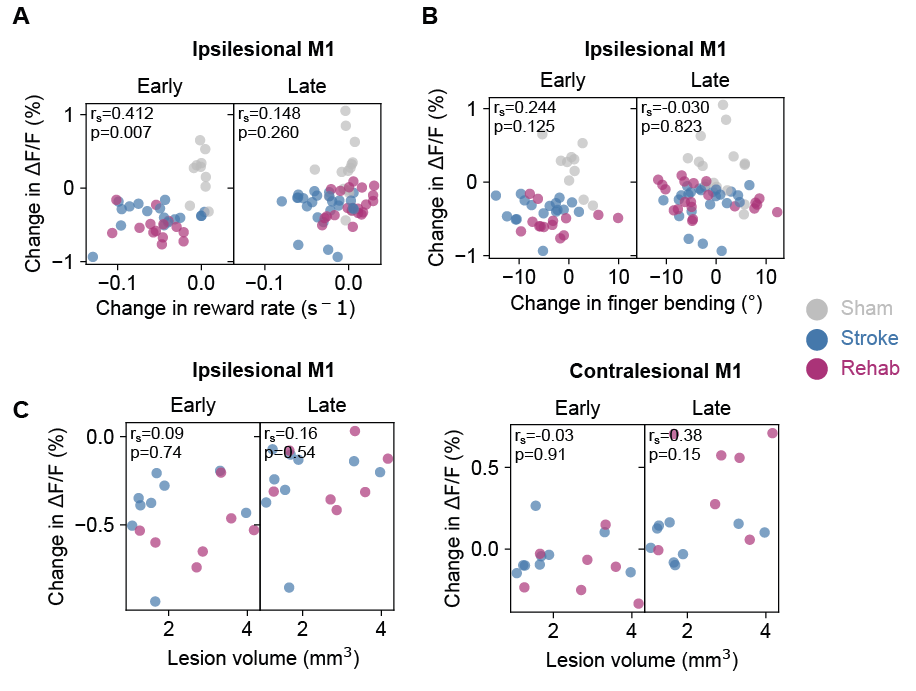 A
Ipsilesional M1
Early
Late
Change in ΔF/F (%)
1
0
−1
rs=0.412
p=0.007
rs=0.148
p=0.260
−0.1
0.0
−0.1
0.0
Change in reward rate (s⁻1)
B
Ipsilesional M1
Early
Late
Change in ΔF/F (%)
1
0
−1
rs=0.244
p=0.125
rs=-0.030
p=0.823
−10
0
10
−10
0
10
Change in finger bending (°)
Sham
Stroke
Rehab
C
Ipsilesional M1
Early
Late
Change in ΔF/F (%)
0.0
−0.5
rs=0.09
p=0.74
rs=0.16
p=0.54
2
4
2
4
Lesion volume (mm³)
Contralesional M1
Early
Late
Change in ΔF/F (%)
0.5
0.0
rs=-0.03
p=0.91
rs=0.38
p=0.15
2
4
2
4
Lesion volume (mm³)